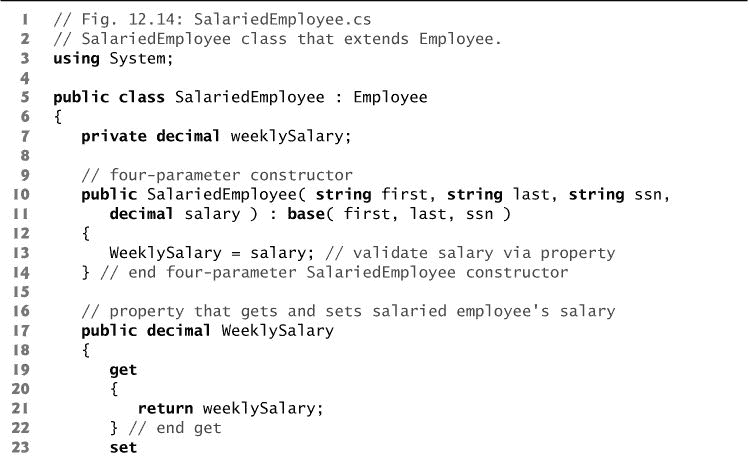 1 // Fig. 12.14: SalariedEmployee.cs
2 // SalariedEmployee class that extends Employee.
3 using System;
4
5 public class SalariedEmployee : Employee
6 {
7    private decimal weeklySalary;
8
9    // four-parameter constructor
10    public SalariedEmployee( string first, string last, string ssn,
11       decimal salary ) : base( first, last, ssn )
12    {
13       WeeklySalary = salary; // validate salary via property
14    } // end four-parameter SalariedEmployee constructor
15
16    // property that gets and sets salaried employee's salary
17    public decimal WeeklySalary
18    {
19       get
20       {
21          return weeklySalary;
22       } // end get
23       set